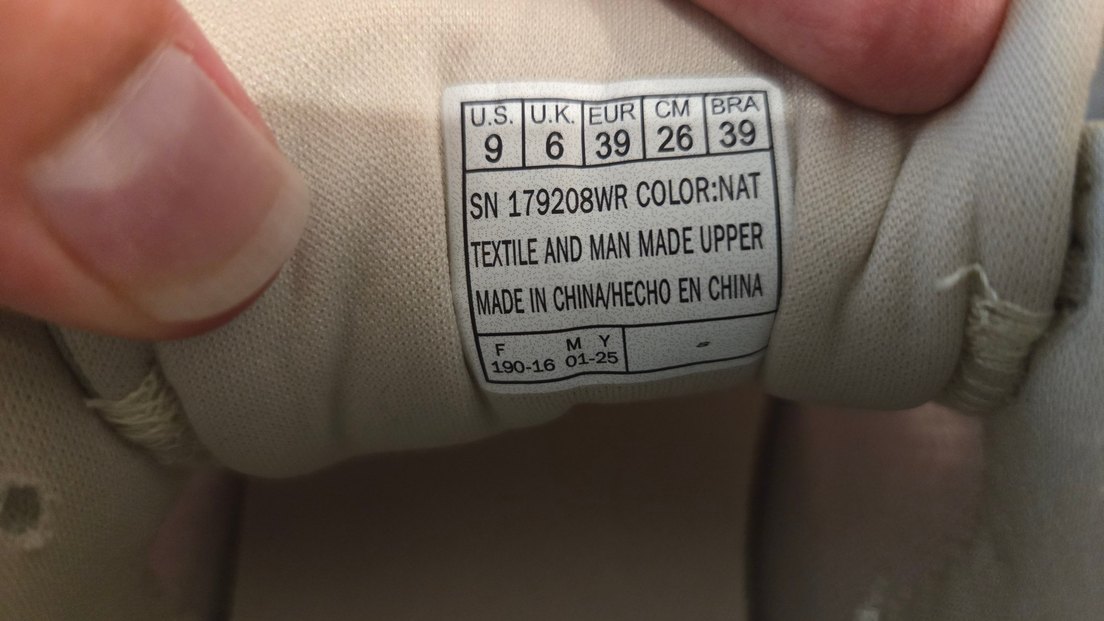 U.S. U.K. EUR CM BRA
9 6 39 26 39
SN 179208WR COLOR:NAT
TEXTILE AND MAN MADE UPPER
MADE IN CHINA/HECHO EN CHINA
F M Y
190-16 01-25